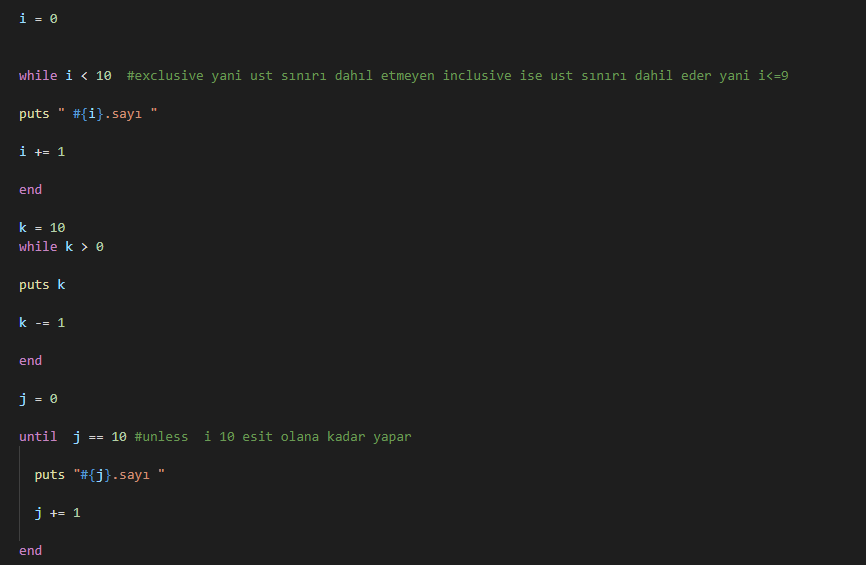 i = 0
while i < 10  #exclusive yani ust sınırı dahıl etmeyen inclusive ise ust sınırı dahil eder yani i<=9
puts " #{i}.sayı "
i += 1
end
k = 10
while k > 0
puts k
k -= 1
end
j = 0
until  j == 10 #unless  i 10 esit olana kadar yapar
  puts "#{j}.sayı "
  j += 1
end